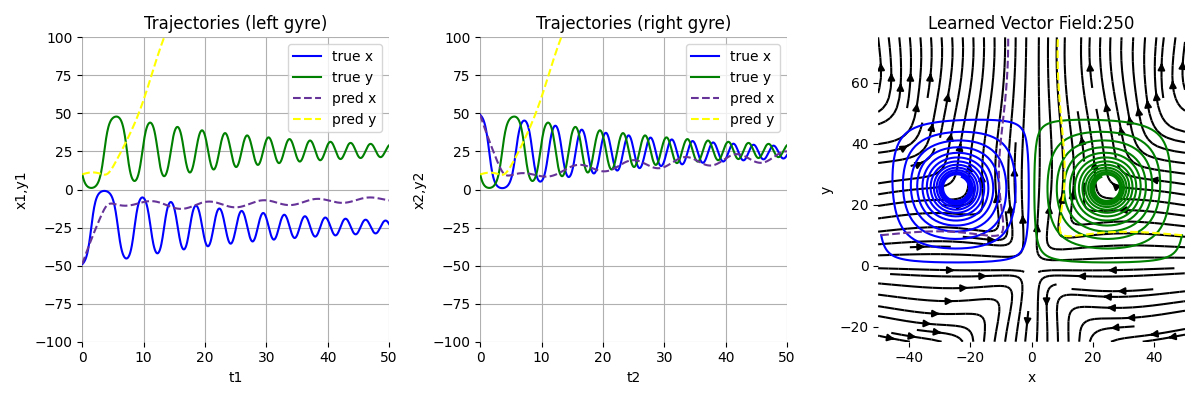 Trajectories (left gyre)
100
75
50
25
0
−25
−50
−75
−100
x1,y1
0
10
20
30
40
50
t1
true x
true y
pred x
pred y
Trajectories (right gyre)
100
75
50
25
0
−25
−50
−75
−100
x2,y2
0
10
20
30
40
50
t2
true x
true y
pred x
pred y
Learned Vector Field:250
60
40
20
0
−20
y
−40
−20
0
20
40
x